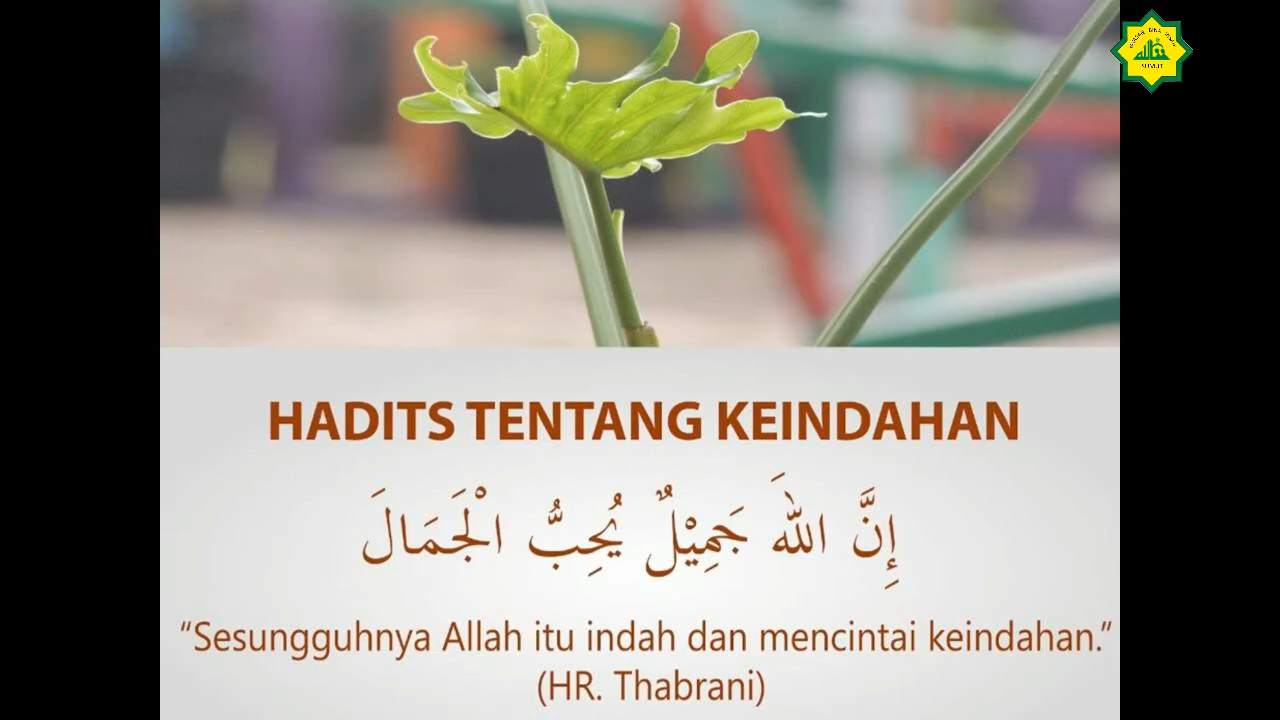 HADITS TENTANG KEINDAHAN
إِنَّ اللهَ جَمِيْلٌ يُحِبُّ الْجَمَالَ
“Sesungguhnya Allah itu indah dan mencintai keindahan.”
(HR. Thabrani)